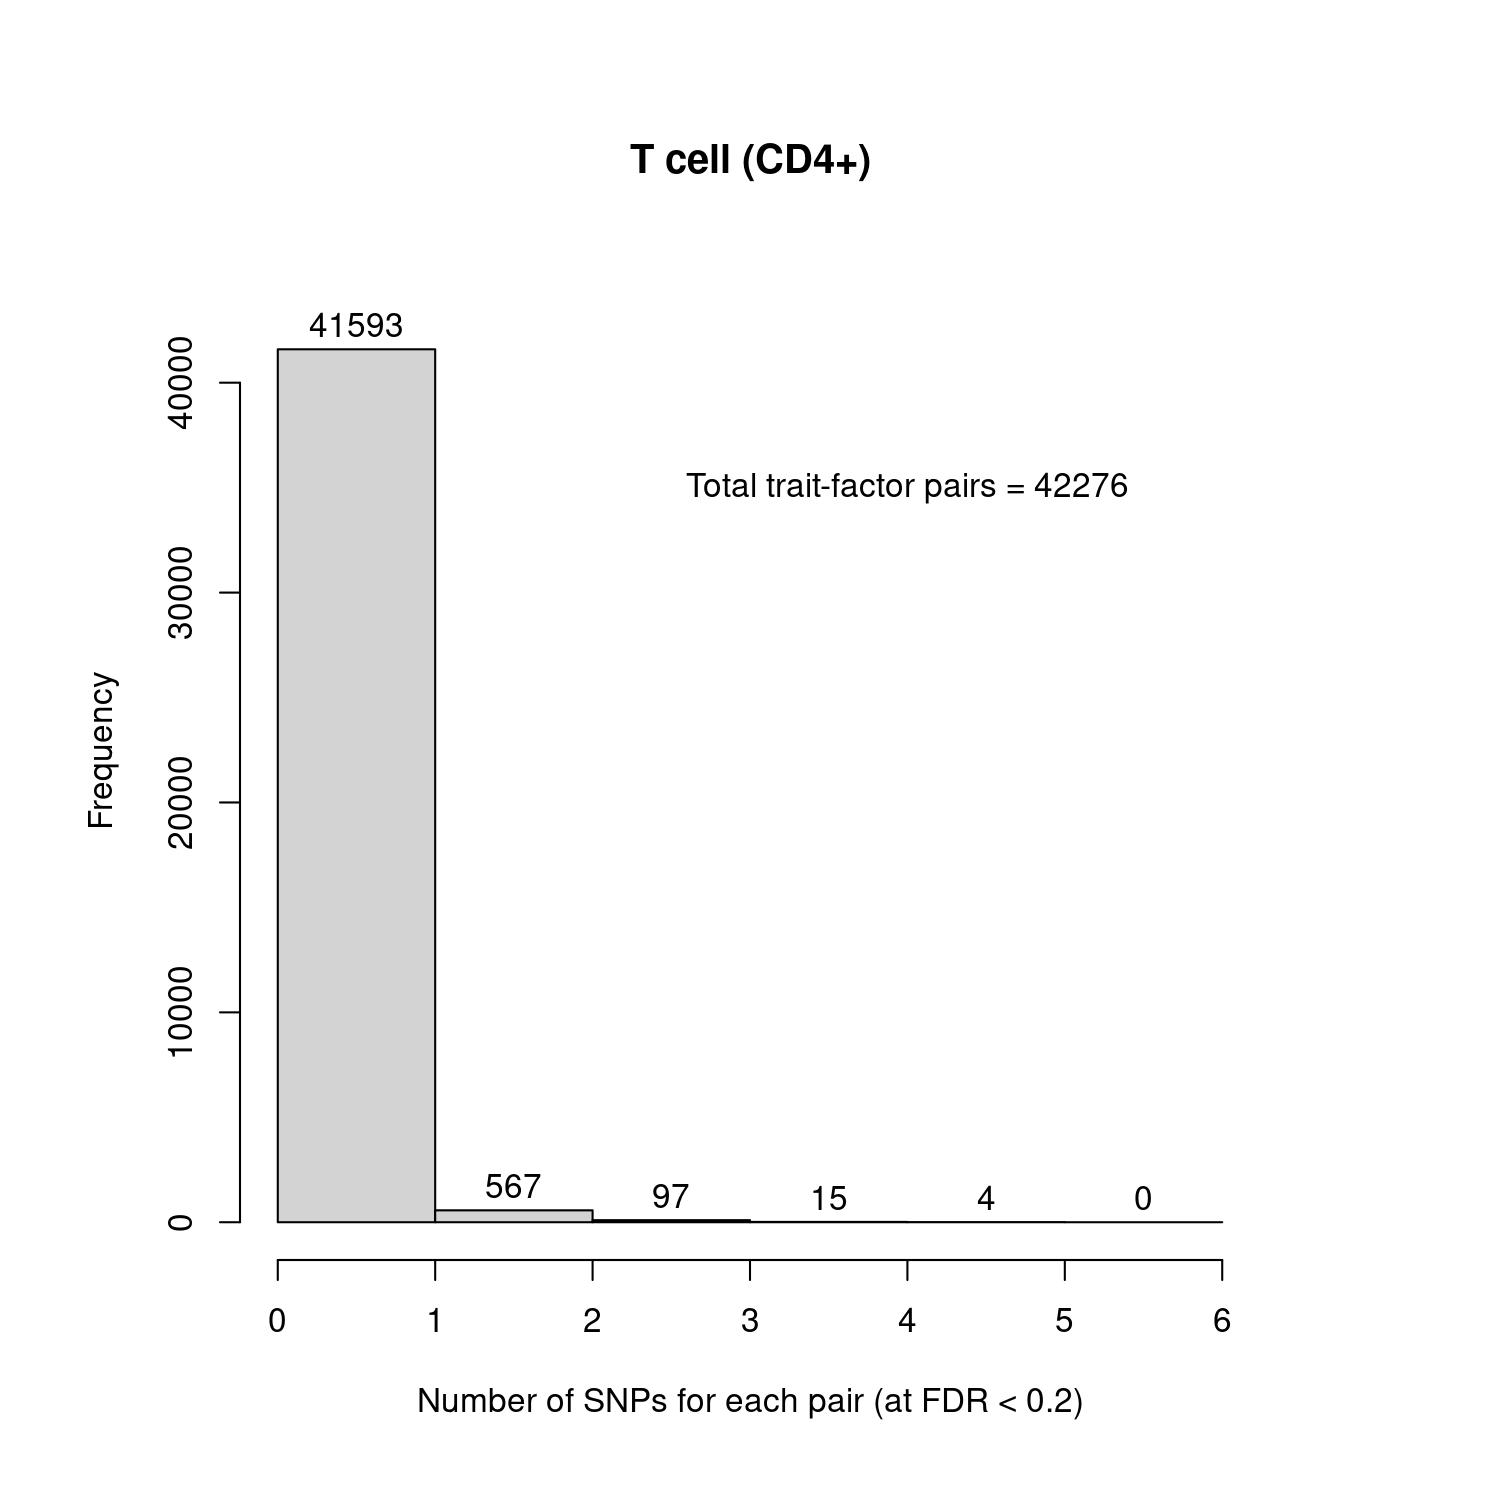 T cell (CD4+)
41593
Total trait-factor pairs = 42276
567
97
15
4
0
Frequency
40000
30000
20000
10000
0
0 1 2 3 4 5 6
Number of SNPs for each pair (at FDR < 0.2)